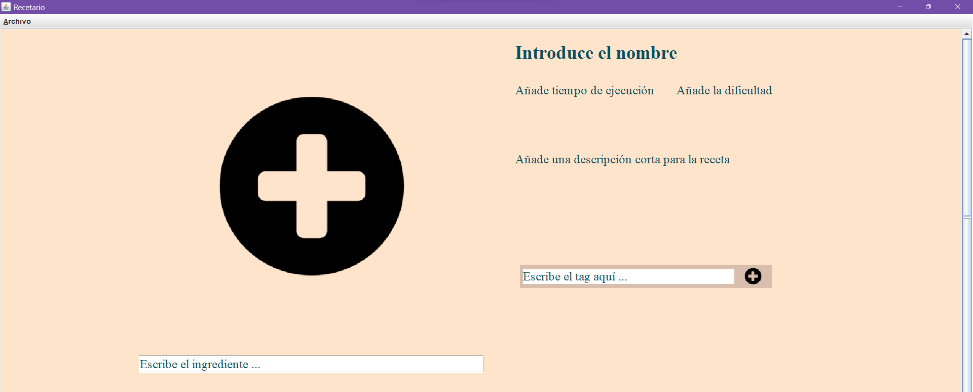 Recetario
Archivo
Introduce el nombre
Añade tiempo de ejecución Añade la dificultad
Añade una descripción corta para la receta
Escribe el tag aquí ...
Escribe el ingrediente ...